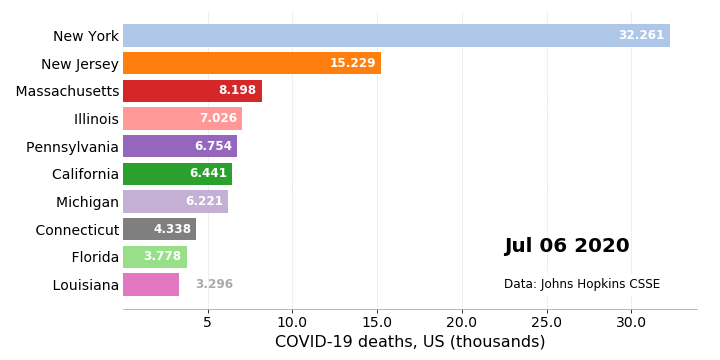 New York 32.261
New Jersey 15.229
Massachusetts 8.198
Illinois 7.026
Pennsylvania 6.754
California 6.441
Michigan 6.221
Connecticut 4.338
Jul 06 2020
Florida 3.778
Louisiana 3.296
Data: Johns Hopkins CSSE
5 10.0 15.0 20.0 25.0 30.0
COVID-19 deaths, US (thousands)